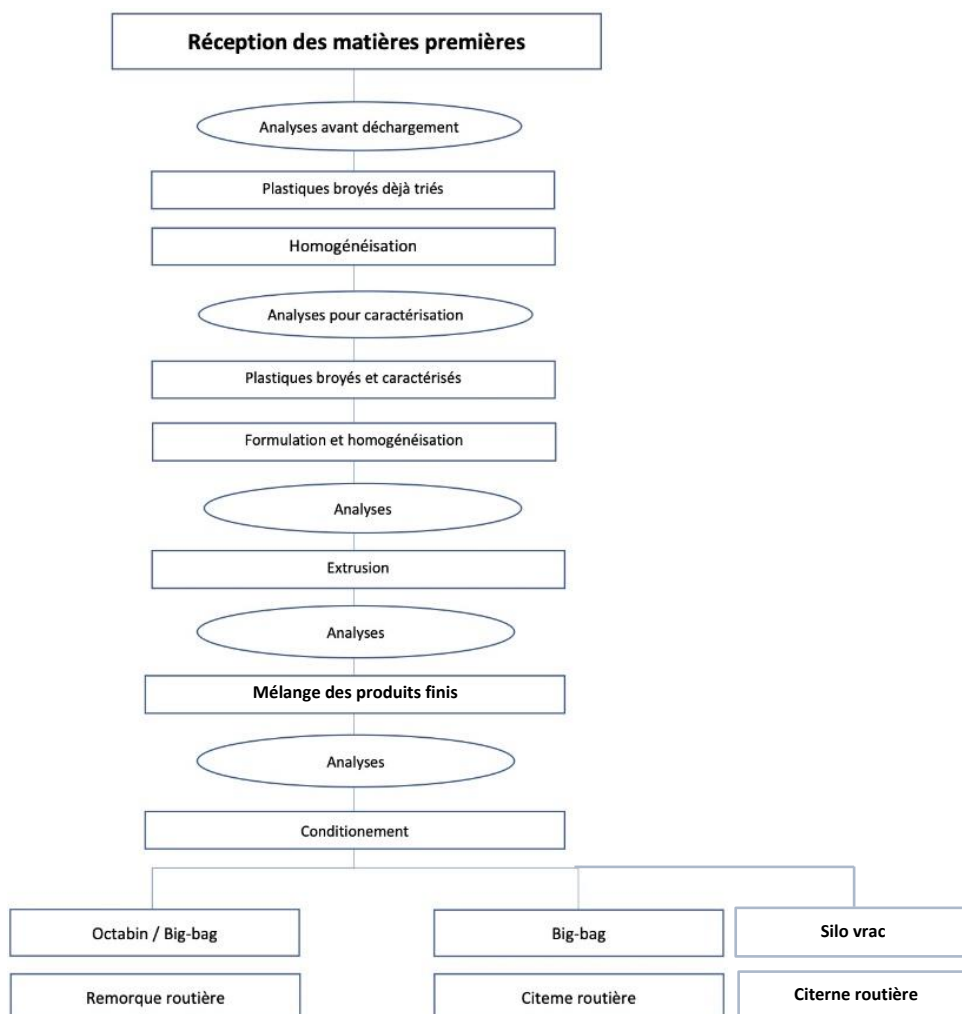 Réception des matières premières
Analyses avant déchargement
Plastiques broyés dèjà triés
Homogénéisation
Analyses pour caractérisation
Plastiques broyés et caractérisés
Formulation et homogénéisation
Analyses
Extrusion
Analyses
Mélange des produits finis
Analyses
Conditionement
Octabin / Big-bag
Big-bag
Silo vrac
Remorque routière
Citeme routière
Citerne routière